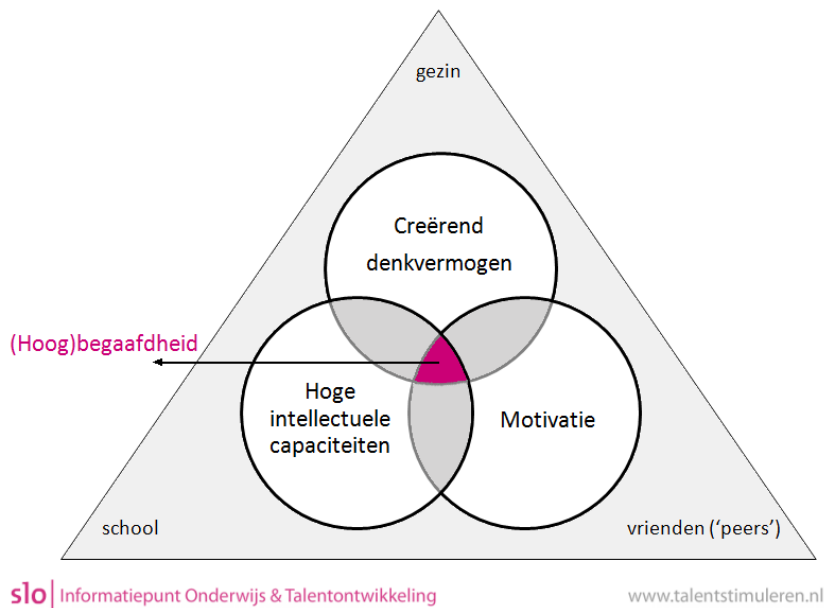 gezin
Creërend
denkvermogen
(Hoog)begaafdheid
Hoge
intellectuele
capaciteiten
Motivatie
school
vrienden (‘peers’)
slo | Informatiepunt Onderwijs & Talentontwikkeling
www.talentstimuleren.nl